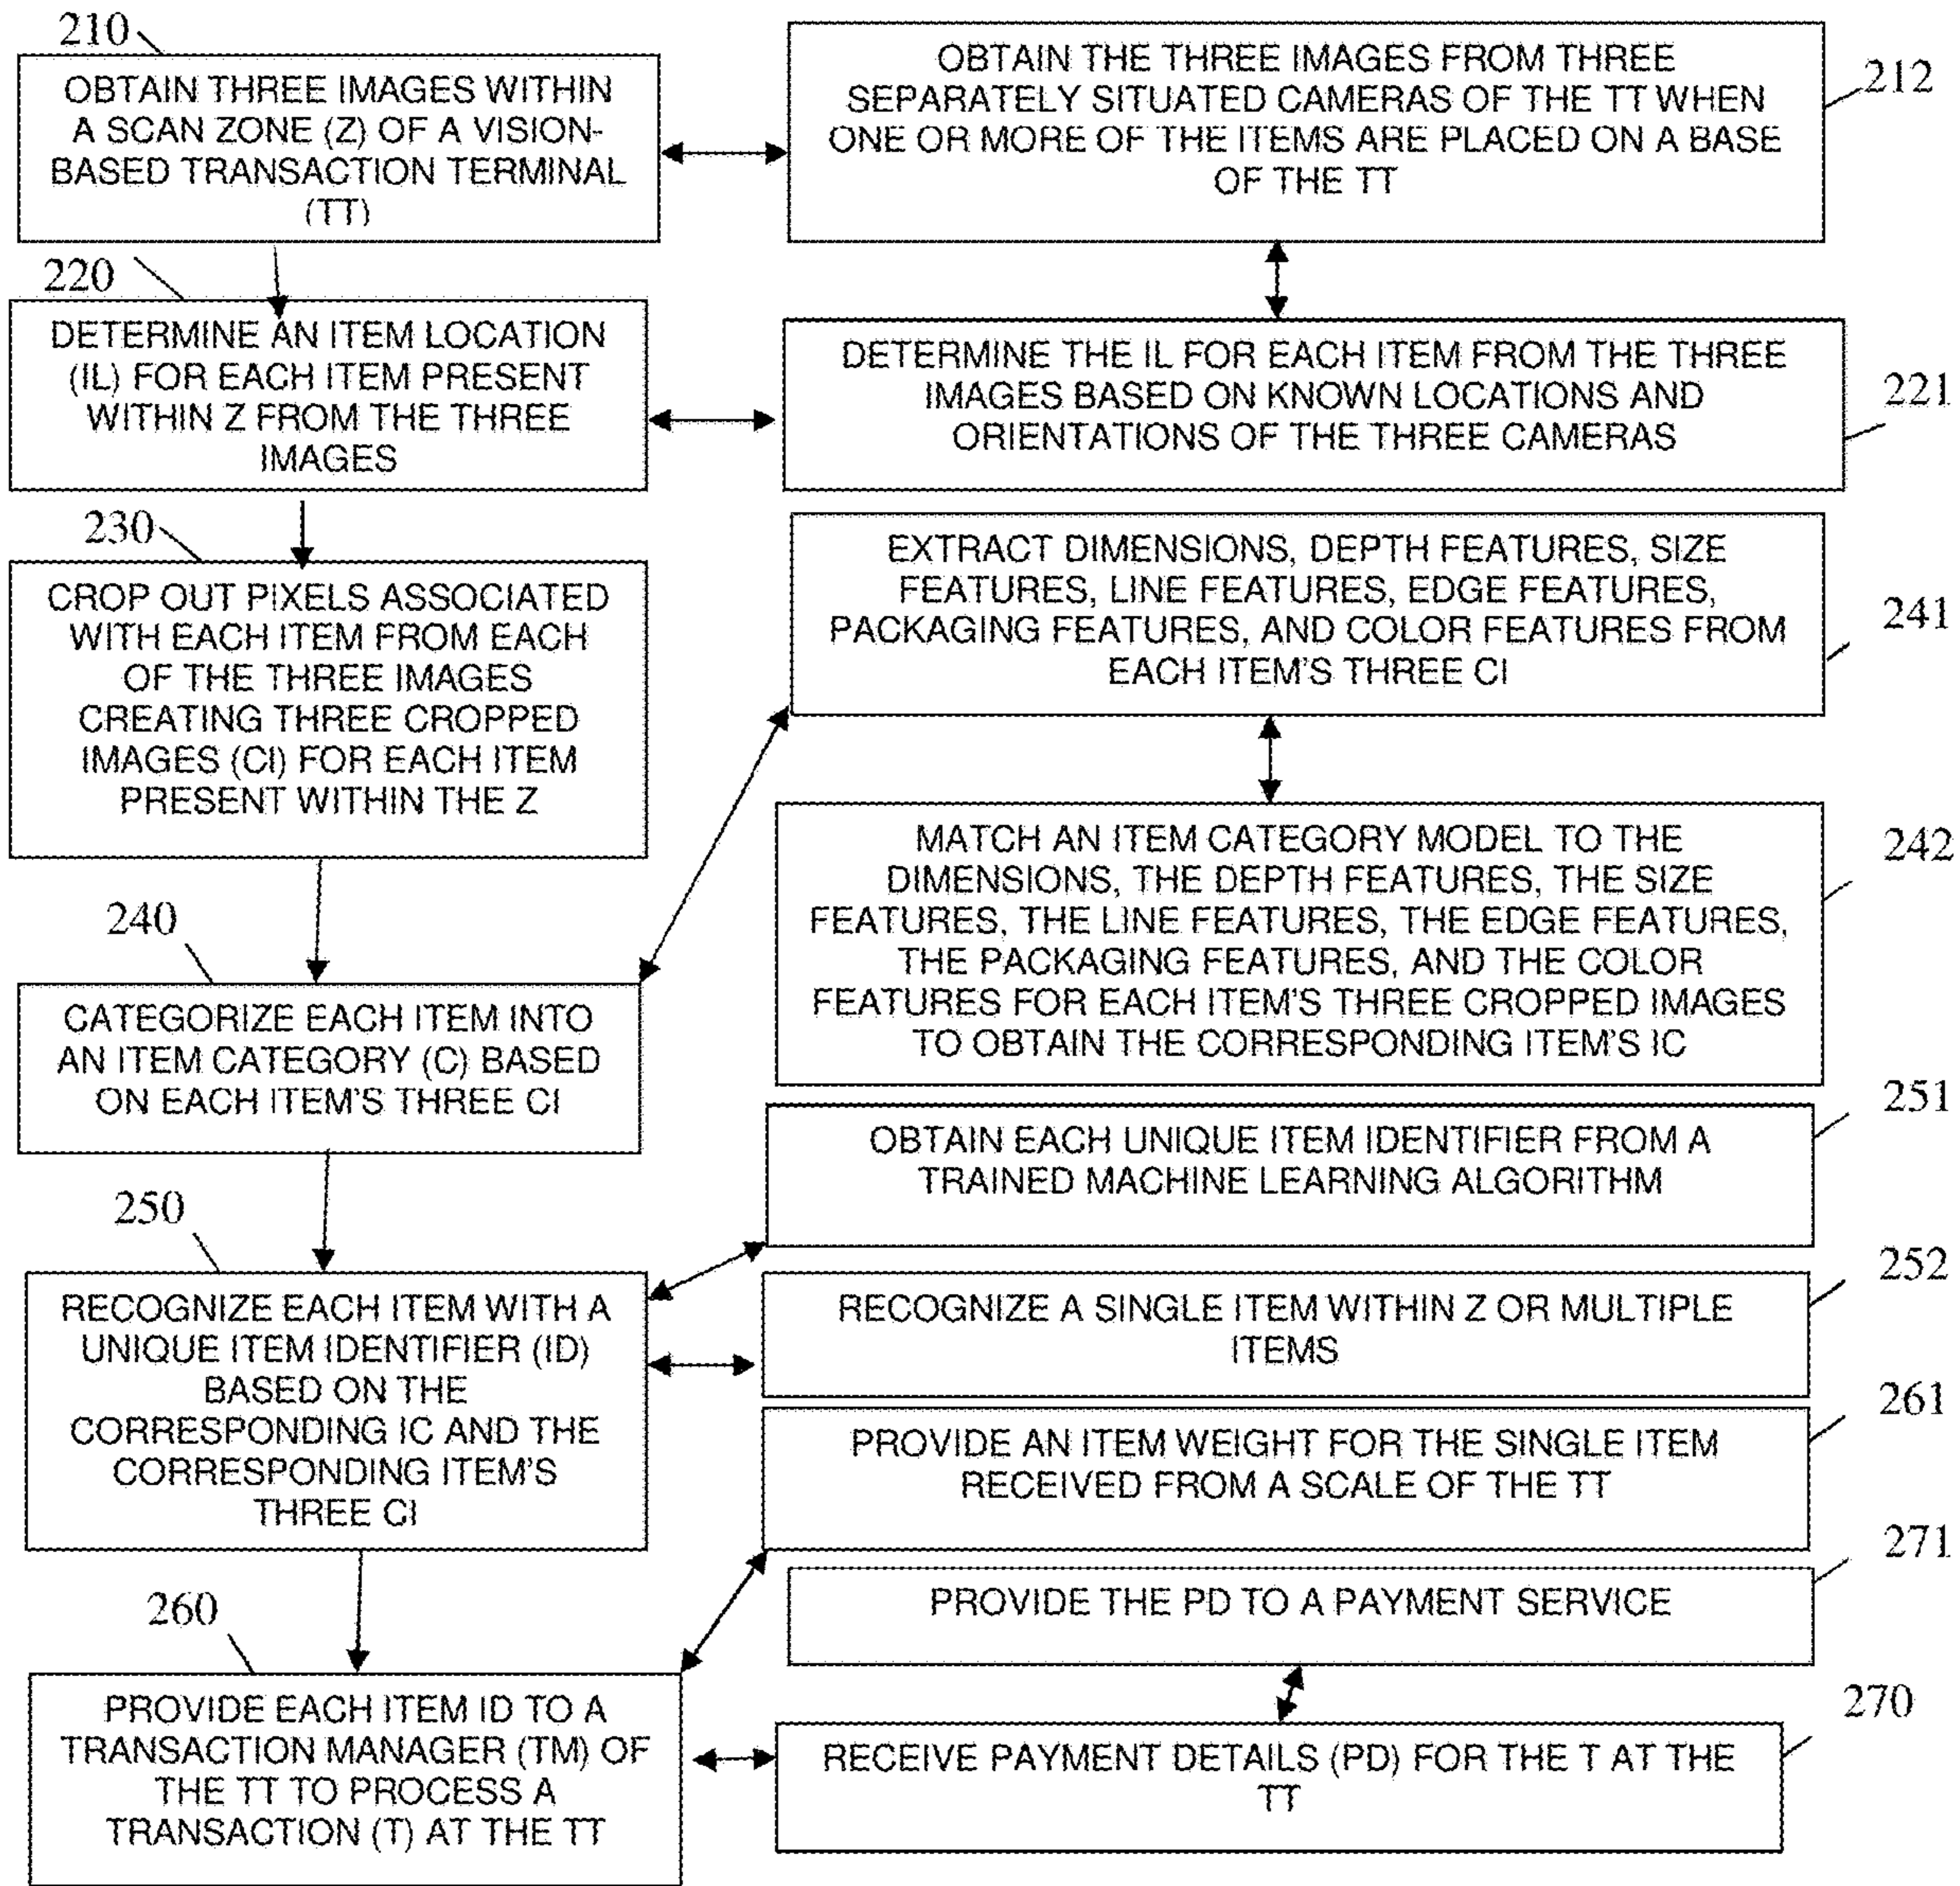 210
OBTAIN THREE IMAGES WITHIN
A SCAN ZONE (Z) OF A VISION-
BASED TRANSACTION TERMINAL
(TT)
OBTAIN THE THREE IMAGES FROM THREE
SEPARATELY SITUATED CAMERAS OF THE TT WHEN
ONE OR MORE OF THE ITEMS ARE PLACED ON A BASE
OF THE TT
212
220
DETERMINE AN ITEM LOCATION
(IL) FOR EACH ITEM PRESENT
WITHIN Z FROM THE THREE
IMAGES
DETERMINE THE IL FOR EACH ITEM FROM THE THREE
IMAGES BASED ON KNOWN LOCATIONS AND
ORIENTATIONS OF THE THREE CAMERAS
221
230
CROP OUT PIXELS ASSOCIATED
WITH EACH ITEM FROM EACH
OF THE THREE IMAGES
CREATING THREE CROPPED
IMAGES (CI) FOR EACH ITEM
PRESENT WITHIN THE Z
EXTRACT DIMENSIONS, DEPTH FEATURES, SIZE
FEATURES, LINE FEATURES, EDGE FEATURES,
PACKAGING FEATURES, AND COLOR FEATURES FROM
EACH ITEM'S THREE CI
241
240
CATEGORIZE EACH ITEM INTO
AN ITEM CATEGORY (C) BASED
ON EACH ITEM'S THREE CI
MATCH AN ITEM CATEGORY MODEL TO THE
DIMENSIONS, THE DEPTH FEATURES, THE SIZE
FEATURES, THE LINE FEATURES, THE EDGE FEATURES,
THE PACKAGING FEATURES, AND THE COLOR
FEATURES FOR EACH ITEM'S THREE CROPPED IMAGES
TO OBTAIN THE CORRESPONDING ITEM'S IC
242
250
RECOGNIZE EACH ITEM WITH A
UNIQUE ITEM IDENTIFIER (ID)
BASED ON THE
CORRESPONDING IC AND THE
CORRESPONDING ITEM'S
THREE CI
OBTAIN EACH UNIQUE ITEM IDENTIFIER FROM A
TRAINED MACHINE LEARNING ALGORITHM
251
RECOGNIZE A SINGLE ITEM WITHIN Z OR MULTIPLE
ITEMS
252
PROVIDE AN ITEM WEIGHT FOR THE SINGLE ITEM
RECEIVED FROM A SCALE OF THE TT
261
260
PROVIDE EACH ITEM ID TO A
TRANSACTION MANAGER (TM) OF
THE TT TO PROCESS A
TRANSACTION (T) AT THE TT
PROVIDE THE PD TO A PAYMENT SERVICE
271
RECEIVE PAYMENT DETAILS (PD) FOR THE T AT THE
TT
270